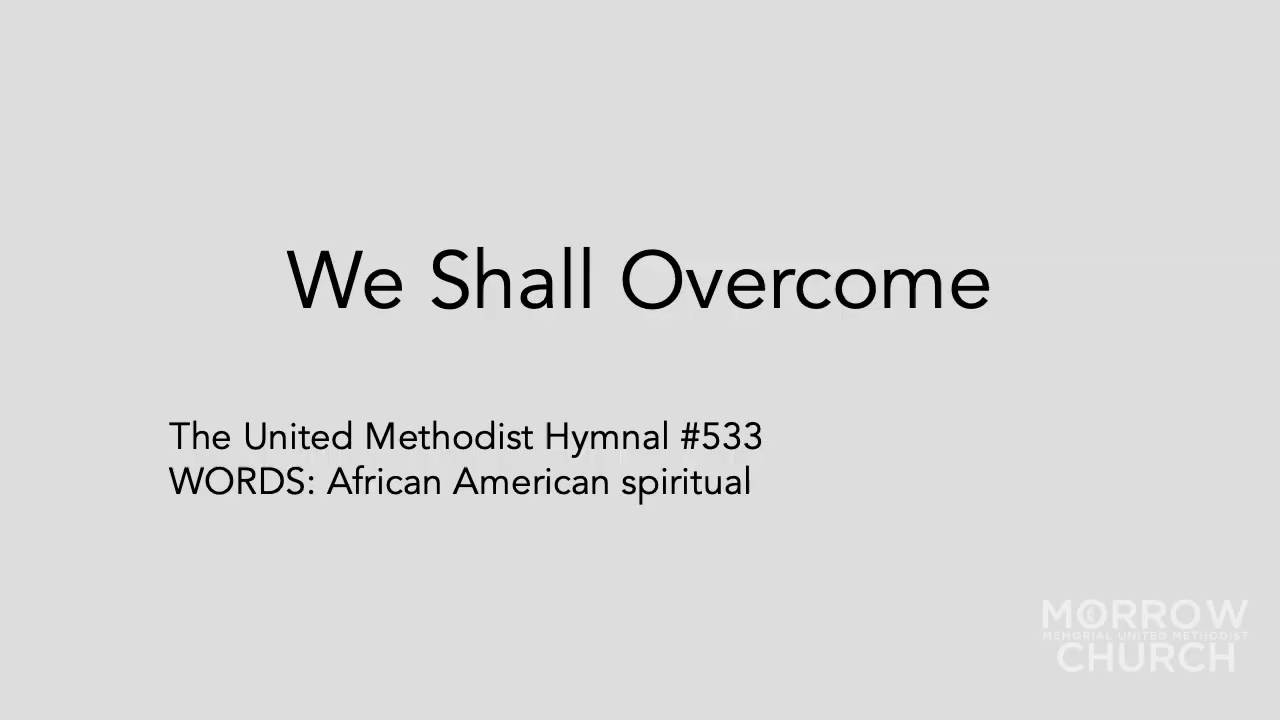 We Shall Overcome
The United Methodist Hymnal #533
WORDS: African American spiritual
MORROW
MEMORIAL UNITED METHODIST
CHURCH